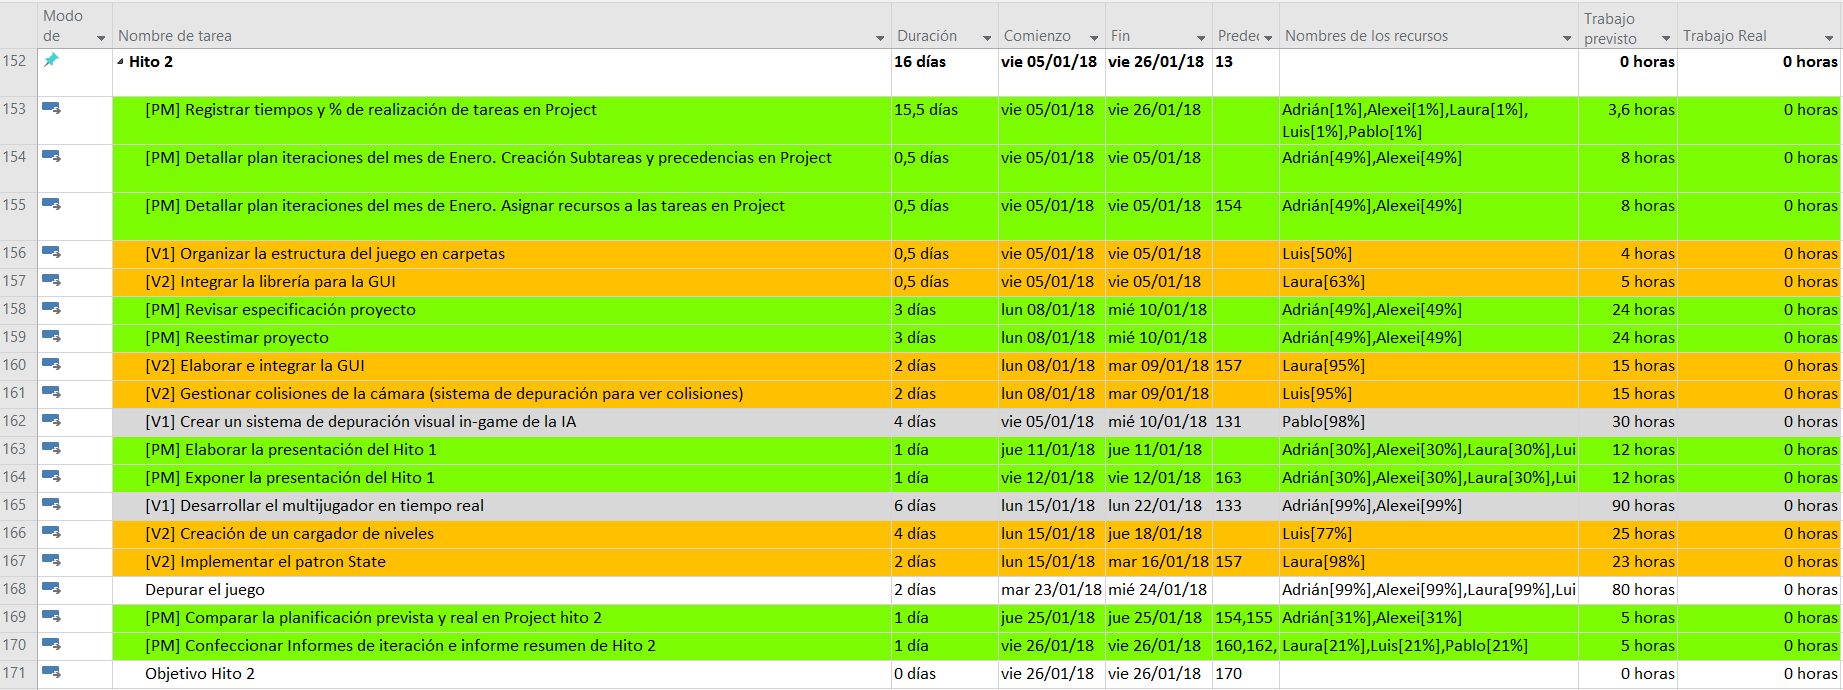 Modo de Nombre de tarea Duración Comienzo Fin Predec Nombres de los recursos Trabajo previsto Trabajo Real
152 Hito 2 16 días vie 05/01/18 vie 26/01/18 13 0 horas 0 horas
153 [PM] Registrar tiempos y % de realización de tareas en Project 15,5 días vie 05/01/18 vie 26/01/18 Adrián[1%],Alexei[1%],Laura[1%], 3,6 horas 0 horas
Luis[1%],Pablo[1%]
154 [PM] Detallar plan iteraciones del mes de Enero. Creación Subtareas y precedencias en Project 0,5 días vie 05/01/18 vie 05/01/18 Adrián[49%],Alexei[49%] 8 horas 0 horas
155 [PM] Detallar plan iteraciones del mes de Enero. Asignar recursos a las tareas en Project 0,5 días vie 05/01/18 vie 05/01/18 154 Adrián[49%],Alexei[49%] 8 horas 0 horas
156 [V1] Organizar la estructura del juego en carpetas 0,5 días vie 05/01/18 vie 05/01/18 Luis[50%] 4 horas 0 horas
157 [V2] Integrar la librería para la GUI 0,5 días vie 05/01/18 vie 05/01/18 Laura[63%] 5 horas 0 horas
158 [PM] Revisar especificación proyecto 3 días lun 08/01/18 mié 10/01/18 Adrián[49%],Alexei[49%] 24 horas 0 horas
159 [PM] Reestimar proyecto 3 días lun 08/01/18 mié 10/01/18 Adrián[49%],Alexei[49%] 24 horas 0 horas
160 [V2] Elaborar e integrar la GUI 2 días lun 08/01/18 mar 09/01/18 157 Laura[95%] 15 horas 0 horas
161 [V2] Gestionar colisiones de la cámara (sistema de depuración para ver colisiones) 2 días lun 08/01/18 mar 09/01/18 Luis[95%] 15 horas 0 horas
162 [V1] Crear un sistema de depuración visual in-game de la IA 4 días vie 05/01/18 mié 10/01/18 131 Pablo[98%] 30 horas 0 horas
163 [PM] Elaborar la presentación del Hito 1 1 día jue 11/01/18 jue 11/01/18 Adrián[30%],Alexei[30%],Laura[30%],Lui 12 horas 0 horas
164 [PM] Exponer la presentación del Hito 1 1 día vie 12/01/18 vie 12/01/18 163 Adrián[30%],Alexei[30%],Laura[30%],Lui 12 horas 0 horas
165 [V1] Desarrollar el multijugador en tiempo real 6 días lun 15/01/18 lun 22/01/18 133 Adrián[99%],Alexei[99%] 90 horas 0 horas
166 [V2] Creación de un cargador de niveles 4 días lun 15/01/18 jue 18/01/18 Luis[77%] 25 horas 0 horas
167 [V2] Implementar el patron State 2 días lun 15/01/18 mar 16/01/18 157 Laura[98%] 23 horas 0 horas
168 Depurar el juego 2 días mar 23/01/18 mié 24/01/18 Adrián[99%],Alexei[99%],Laura[99%],Lui 80 horas 0 horas
169 [PM] Comparar la planificación prevista y real en Project hito 2 1 día jue 25/01/18 jue 25/01/18 154,155 Adrián[31%],Alexei[31%] 5 horas 0 horas
170 [PM] Confeccionar Informes de iteración e informe resumen de Hito 2 1 día vie 26/01/18 vie 26/01/18 160,162, Laura[21%],Luis[21%],Pablo[21%] 5 horas 0 horas
171 Objetivo Hito 2 0 días vie 26/01/18 vie 26/01/18 170 0 horas 0 horas